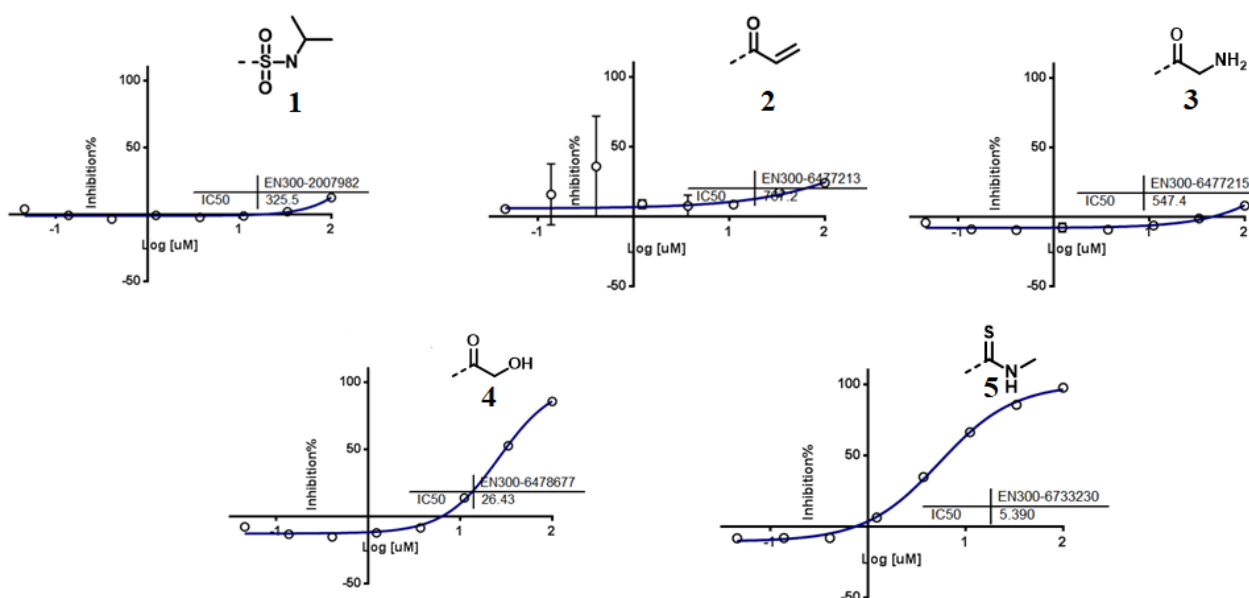 O
S N
O
1
100
50
-50
-1
1
2
Inhibition%
Log [uM]
EN300-2007982
IC50 325.5
O
2
100
50
-50
-1
1
2
nhibition%
Log [uM]
EN300-6477213
IC50 767.2
O
NH2
3
100
50
-50
-1
1
2
Inhibition%
Log [uM]
EN300-6477215
IC50 547.4
O
OH
4
100
50
-50
-1
1
2
Inhibition%
Log [uM]
EN300-6478677
IC50 26.43
S
N
H
5
100
50
-50
-1
1
2
Inhibition%
Log [uM]
EN300-6733230
IC50 5.390